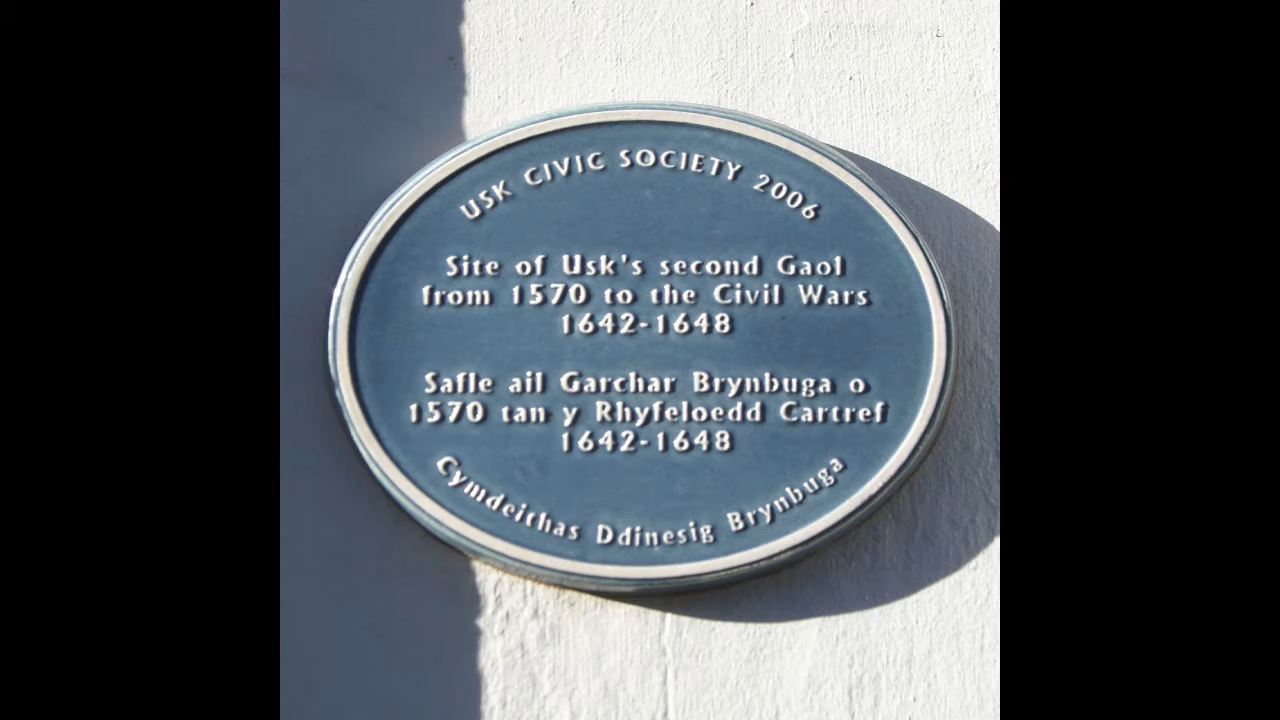 USK CIVIC SOCIETY 2006
Site of Usk's second Gaol
from 1570 to the Civil Wars
1642-1648
Safle ail Garchar Brynbuga o
1570 tan y Rhyfeloedd Cartref
1642-1648
Cymdeithas Ddinesig Brynbuga